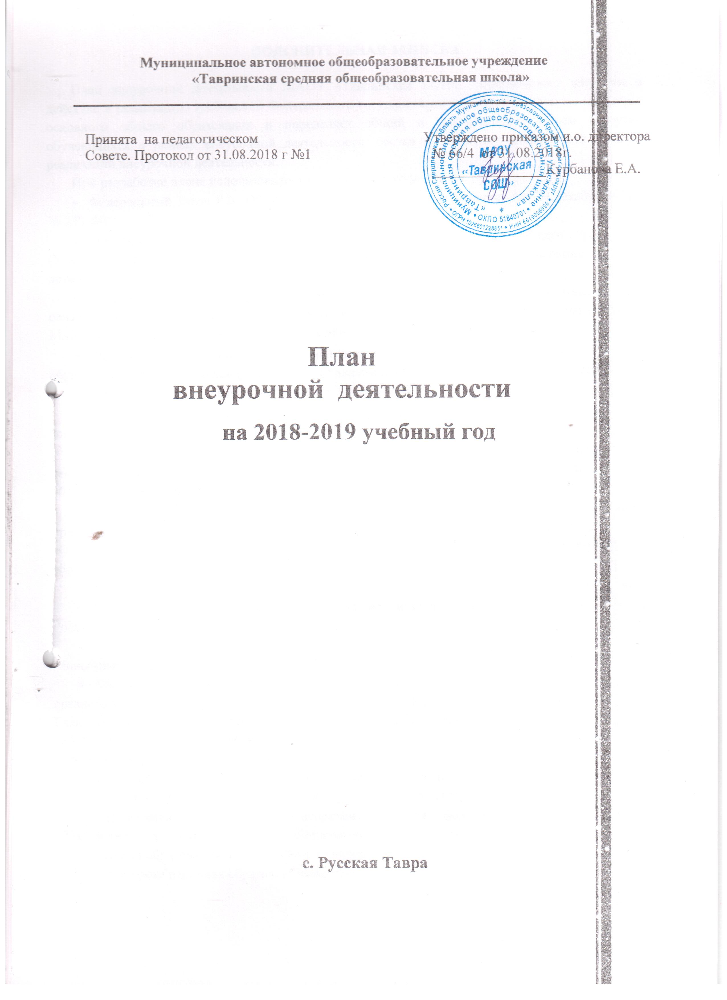 Муниципальное автономное общеобразовательное учреждение
«Тавринская средняя общеобразовательная школа»
Принята  на педагогическом
Совете. Протокол от 31.08.2018 г №1
Утверждено приказом и.о. директора
№ 66/4  от 31.08.2018г.
Курбанова Е.А.
Россия Свердловская область Муниципальное образование Красноуфимский округ
• ОГРН 1026601228851 • ИНН 6619006986 •
Муниципальное автономное общеобразовательное учреждение
• ОКПО 51840701 •
«Тавринская средняя общеобразовательная школа»
*
МАОУ
«Тавринская
СОШ»
План
внеурочной  деятельности
на 2018-2019 учебный год
с. Русская Тавра